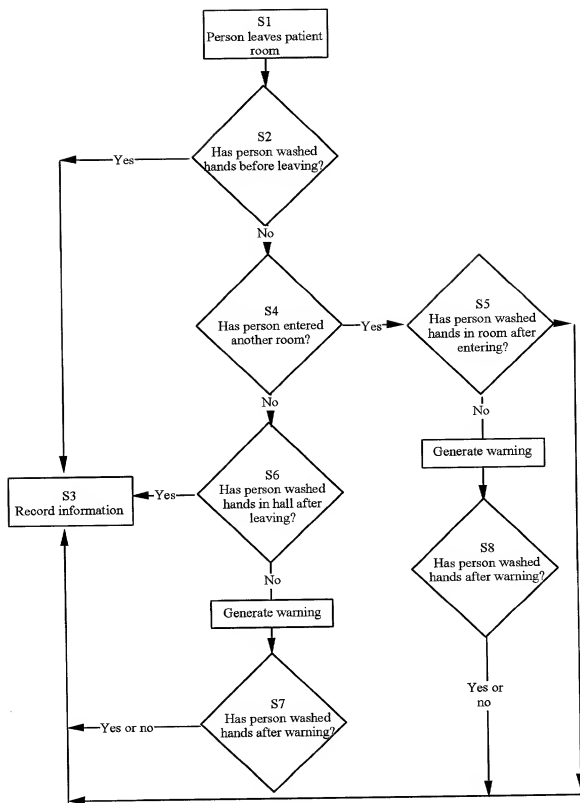 S1
Person leaves patient
room
S2
Has person washed
hands before leaving?
Yes
No
S4
Has person entered
another room?
Yes
S5
Has person washed
hands in room after
entering?
No
No
Generate warning
S6
Has person washed
hands in hall after
leaving?
Yes
S3
Record information
S8
Has person washed
hands after warning?
No
Generate warning
Yes or
no
S7
Has person washed
hands after warning?
Yes or no